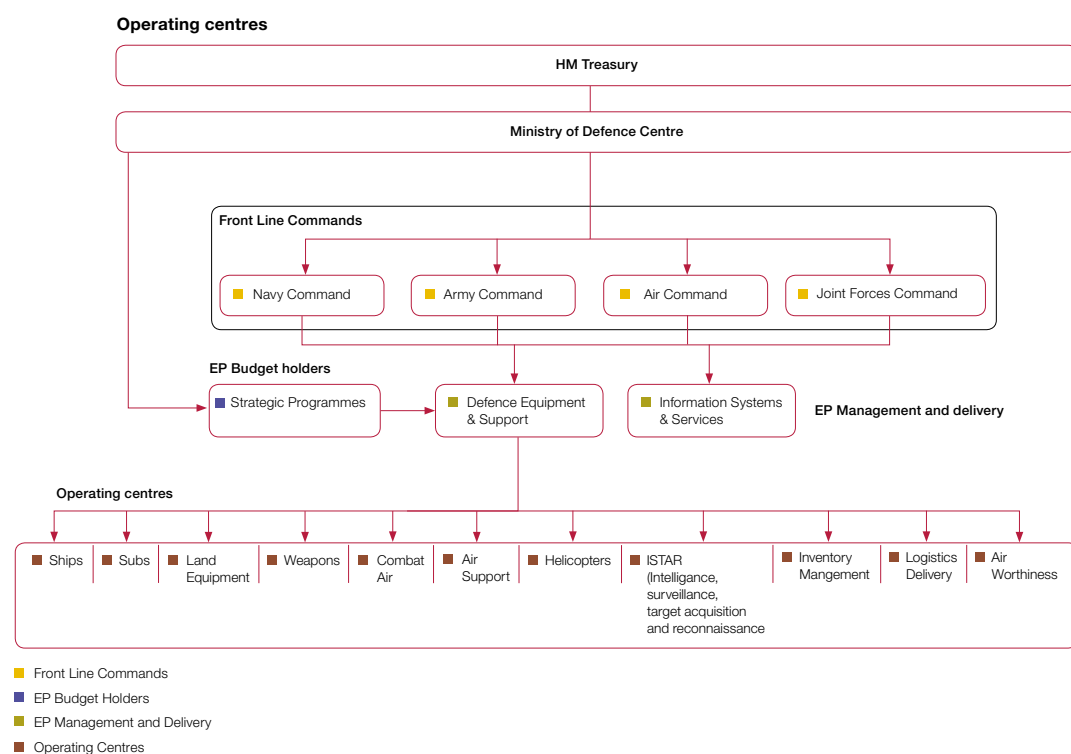 Operating centres
HM Treasury
Ministry of Defence Centre
Front Line Commands
Navy Command
Army Command
Air Command
Joint Forces Command
EP Budget holders
Strategic Programmes
Defence Equipment
& Support
Information Systems
& Services
EP Management and delivery
Operating centres
Ships
Subs
Land
Equipment
Weapons
Combat
Air
Air
Support
Helicopters
ISTAR
(Intelligence,
surveillance,
target acquisition
and reconnaissance
Inventory
Mangement
Logistics
Delivery
Air
Worthiness
Front Line Commands
EP Budget Holders
EP Management and Delivery
Operating Centres